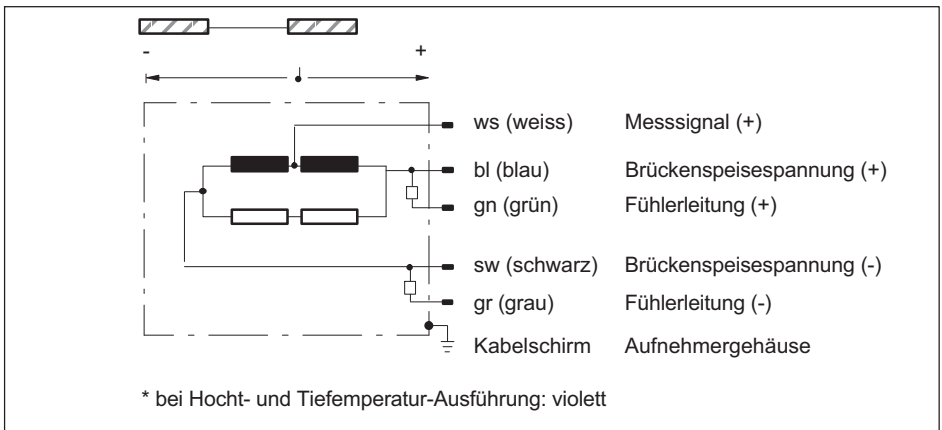 - +
ws (weiss) Messsignal (+)
bl (blau) Brückenspeisespannung (+)
gn (grün) Fühlerleitung (+)
sw (schwarz) Brückenspeisespannung (-)
gr (grau) Fühlerleitung (-)
Kabelschirm Aufnehmergehäuse
* bei Hocht- und Tiefemperatur-Ausführung: violett